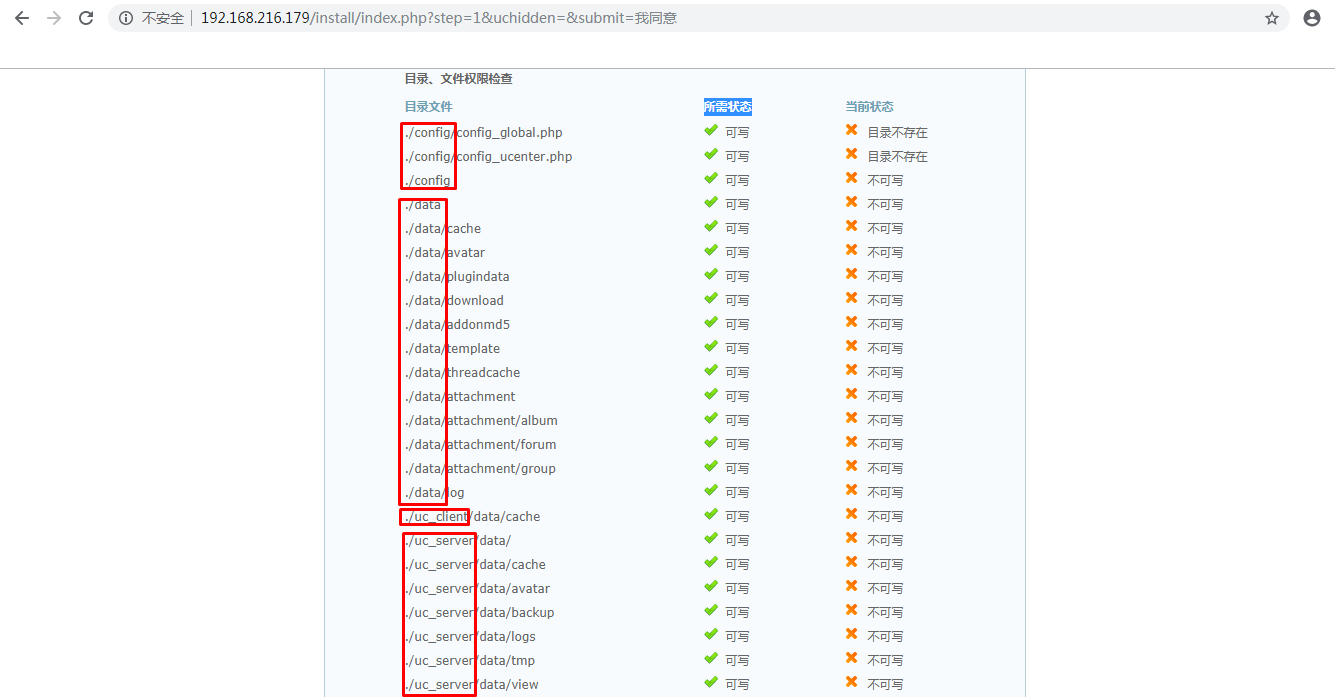 不安全 192.168.216.179/install/index.php?step=1&uchidden=&submit=我同意
目录、文件权限检查
目录文件 所需状态 当前状态
./config/config_global.php 可写 目录不存在
./config/config_ucenter.php 可写 目录不存在
./config 可写 不可写
./data 可写 不可写
./data/cache 可写 不可写
./data/avatar 可写 不可写
./data/plugindata 可写 不可写
./data/download 可写 不可写
./data/addonmd5 可写 不可写
./data/template 可写 不可写
./data/threadcache 可写 不可写
./data/attachment 可写 不可写
./data/attachment/album 可写 不可写
./data/attachment/forum 可写 不可写
./data/attachment/group 可写 不可写
./data/log 可写 不可写
./uc_client/data/cache 可写 不可写
./uc_server/data/ 可写 不可写
./uc_server/data/cache 可写 不可写
./uc_server/data/avatar 可写 不可写
./uc_server/data/backup 可写 不可写
./uc_server/data/logs 可写 不可写
./uc_server/data/tmp 可写 不可写
./uc_server/data/view 可写 不可写